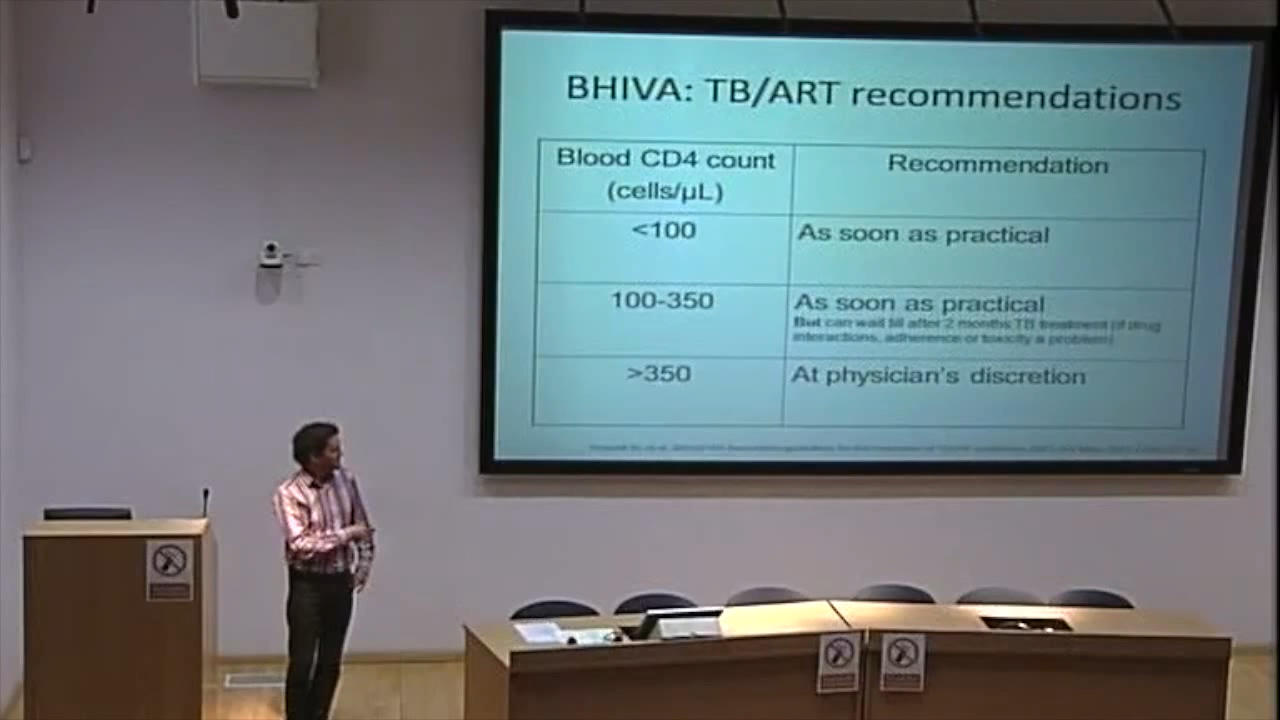 BHIVA: TB/ART recommendations
Blood CD4 count
(cells/µL)
Recommendation
<100
As soon as practical
100-350
As soon as practical
But can wait till after 2 months TB treatment (if drug
interactions, adherence or toxicity a problem)
>350
At physician's discretion